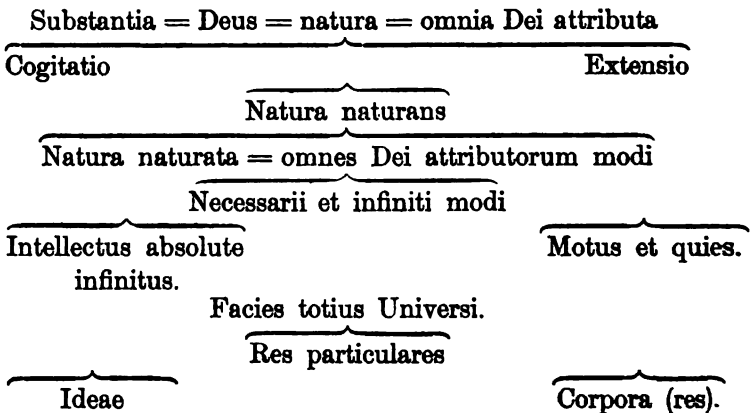 Substantia = Deus = natura = omnia Dei attributa
Cogitatio Extensio
Natura naturans
Natura naturata = omnes Dei attributorum modi
Necessarii et infiniti modi
Intellectus absolute Motus et quies.
infinitus.
Facies totius Universi.
Res particulares
Ideae Corpora (res).